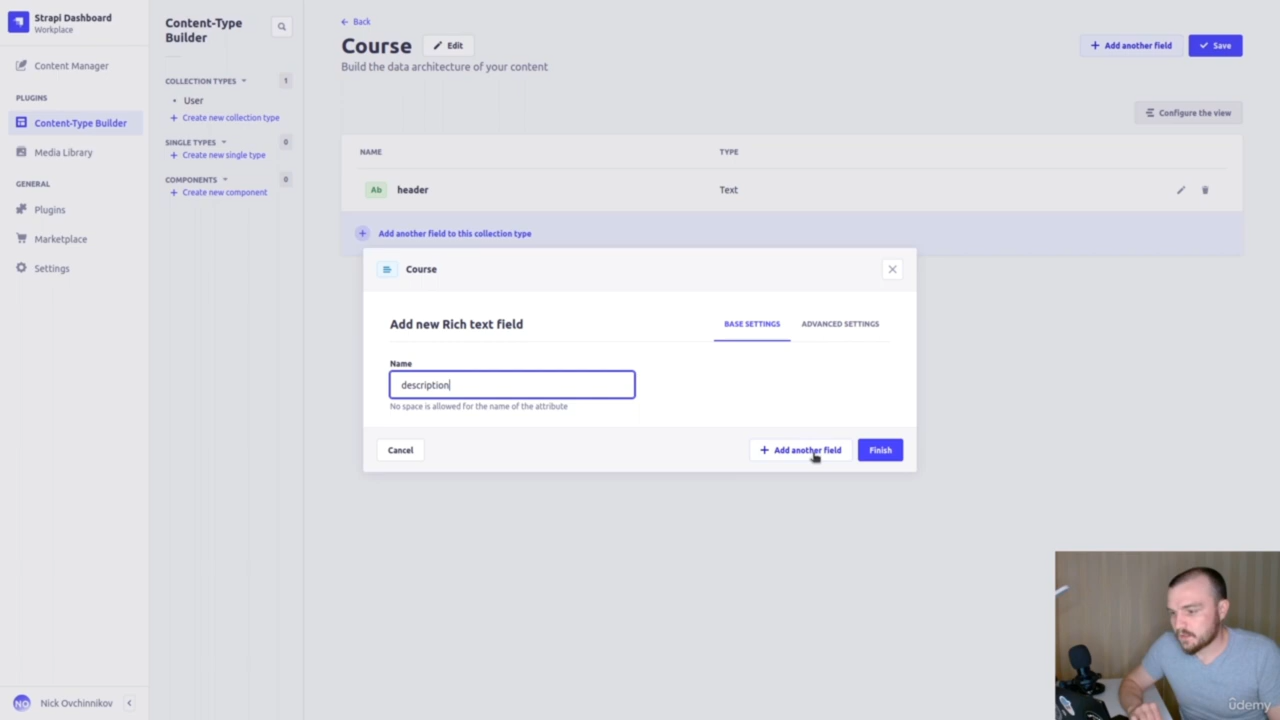 Strapi Dashboard
Workplace
Content Manager
PLUGINS
Content-Type Builder
Media Library
GENERAL
Plugins
Marketplace
Settings
NO Nick Ovchinnikov
Content-Type
Builder
COLLECTION TYPES 1
User
Create new collection type
SINGLE TYPES 0
Create new single type
COMPONENTS 0
Create new component
Back
Course Edit
Build the data architecture of your content
Add another field Save
Configure the view
NAME TYPE
Ab header Text
Add another field to this collection type
Course
Add new Rich text field BASE SETTINGS ADVANCED SETTINGS
Name
description
No space is allowed for the name of the attribute
Cancel Add another field Finish
ûdemy